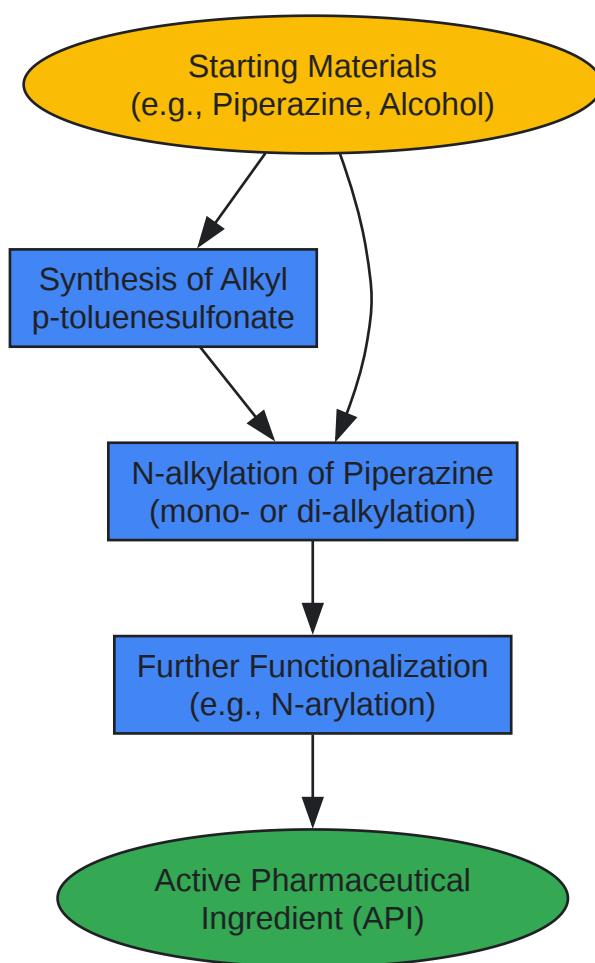 Starting Materials
(e.g., Piperazine, Alcohol)
Synthesis of Alkyl
p-toluenesulfonate
N-alkylation of Piperazine
(mono- or di-alkylation)
Further Functionalization
(e.g., N-arylation)
Active Pharmaceutical
Ingredient (API)